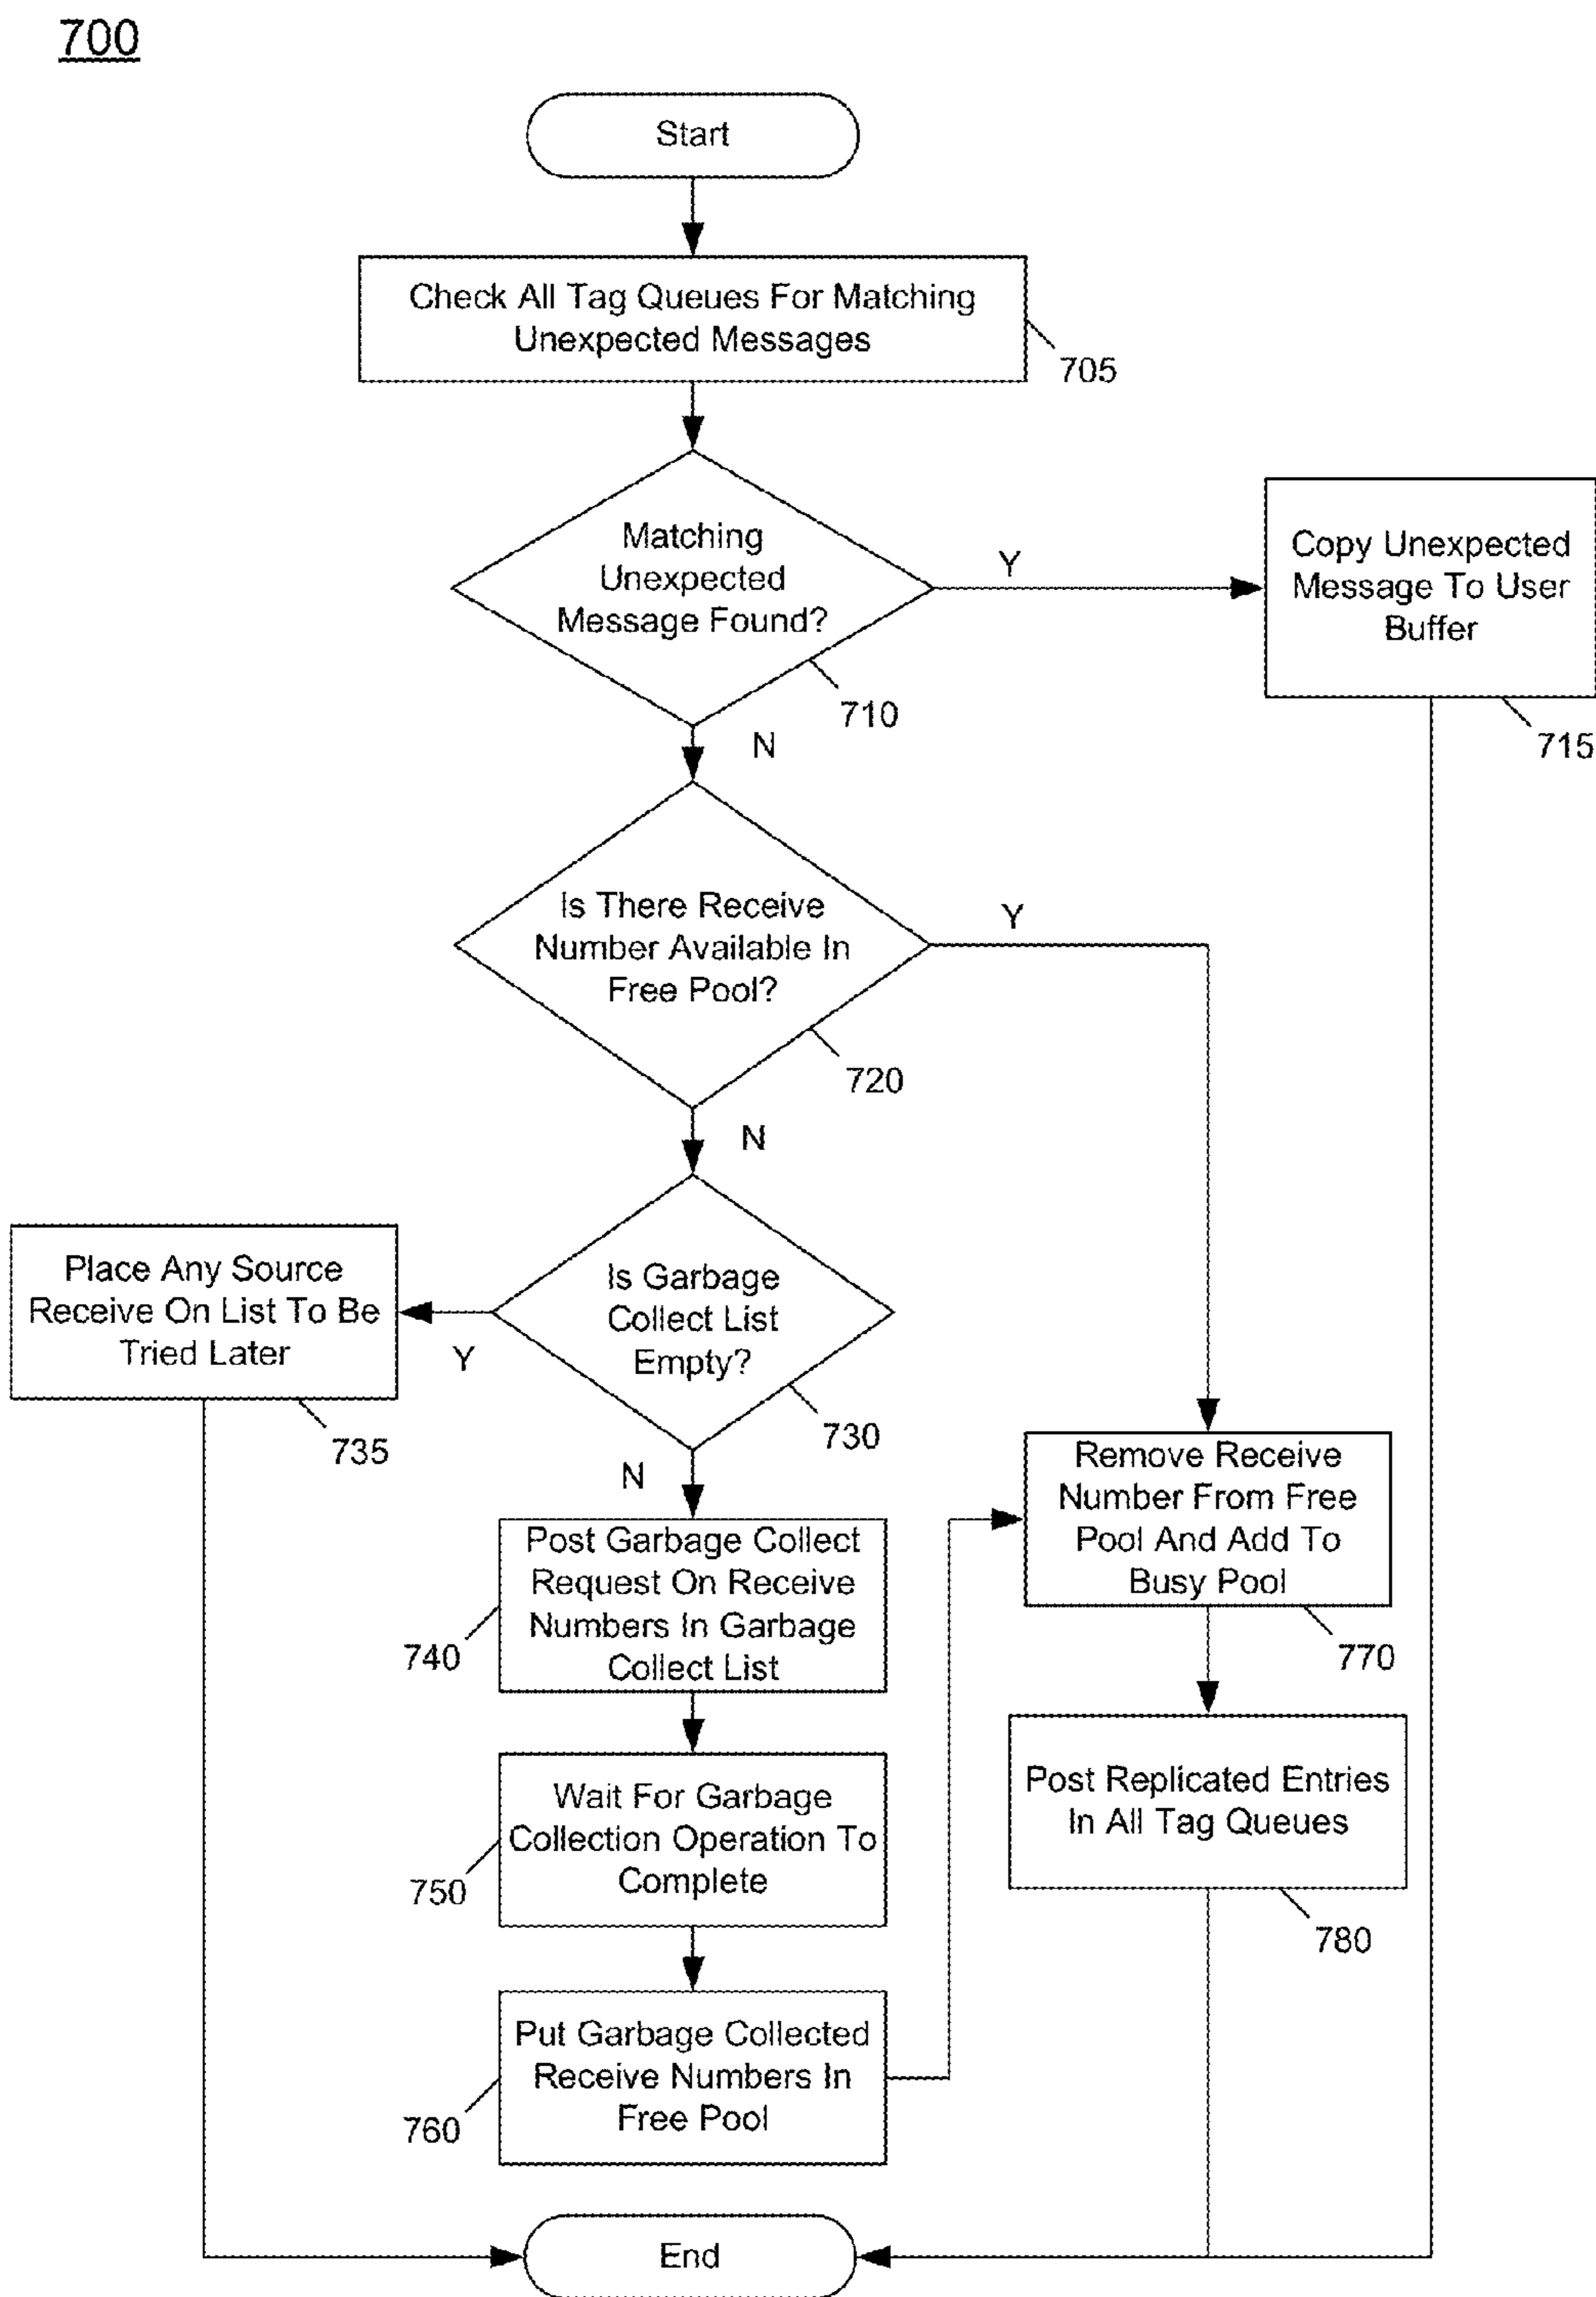 700
Start
Check All Tag Queues For Matching
Unexpected Messages
705
Matching
Unexpected
Message Found?
Y
710
N
Copy Unexpected
Message To User
Buffer
715
Is There Receive
Number Available In
Free Pool?
Y
720
N
Is Garbage
Collect List
Empty?
Y
730
N
Place Any Source
Receive On List To Be
Tried Later
735
Post Garbage Collect
Request On Receive
Numbers In Garbage
Collect List
740
Wait For Garbage
Collection Operation To
Complete
750
Put Garbage Collected
Receive Numbers In
Free Pool
760
Remove Receive
Number From Free
Pool And Add To
Busy Pool
770
Post Replicated Entries
In All Tag Queues
780
End